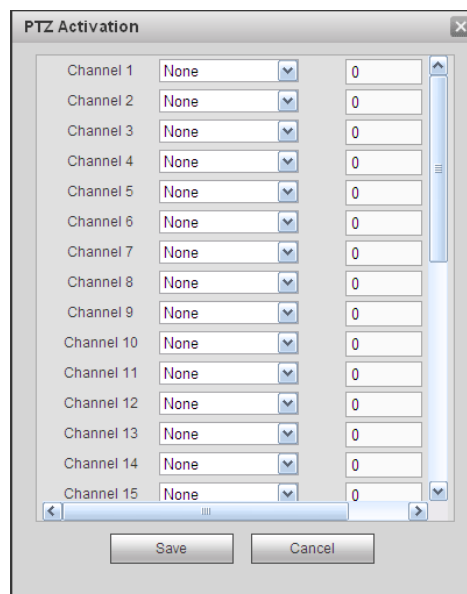 PTZ Activation
Channel 1 None 0
Channel 2 None 0
Channel 3 None 0
Channel 4 None 0
Channel 5 None 0
Channel 6 None 0
Channel 7 None 0
Channel 8 None 0
Channel 9 None 0
Channel 10 None 0
Channel 11 None 0
Channel 12 None 0
Channel 13 None 0
Channel 14 None 0
Channel 15 None 0
Save Cancel